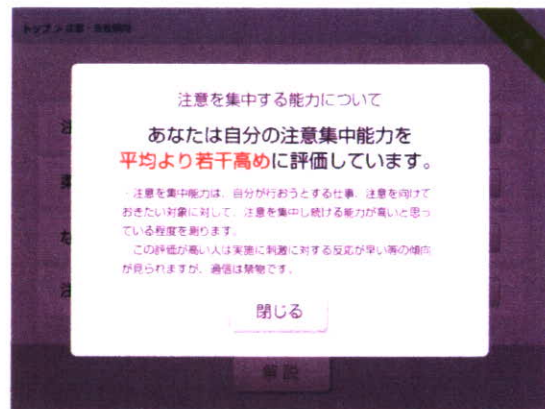 トップ > 注意・
注意を集中する能力について
あなたは自分の注意集中能力を
平均より若干高めに評価しています。
・注意を集中能力は、自分が行おうとする仕事、注意を向けて
おきたい対象に対して、注意を集中し続ける能力が高いと思っ
ている程度を測ります。
この評価が高い人は実施に刺激に対する反応が早い等の傾向
が見られますが、過信は禁物です。
閉じる
解説